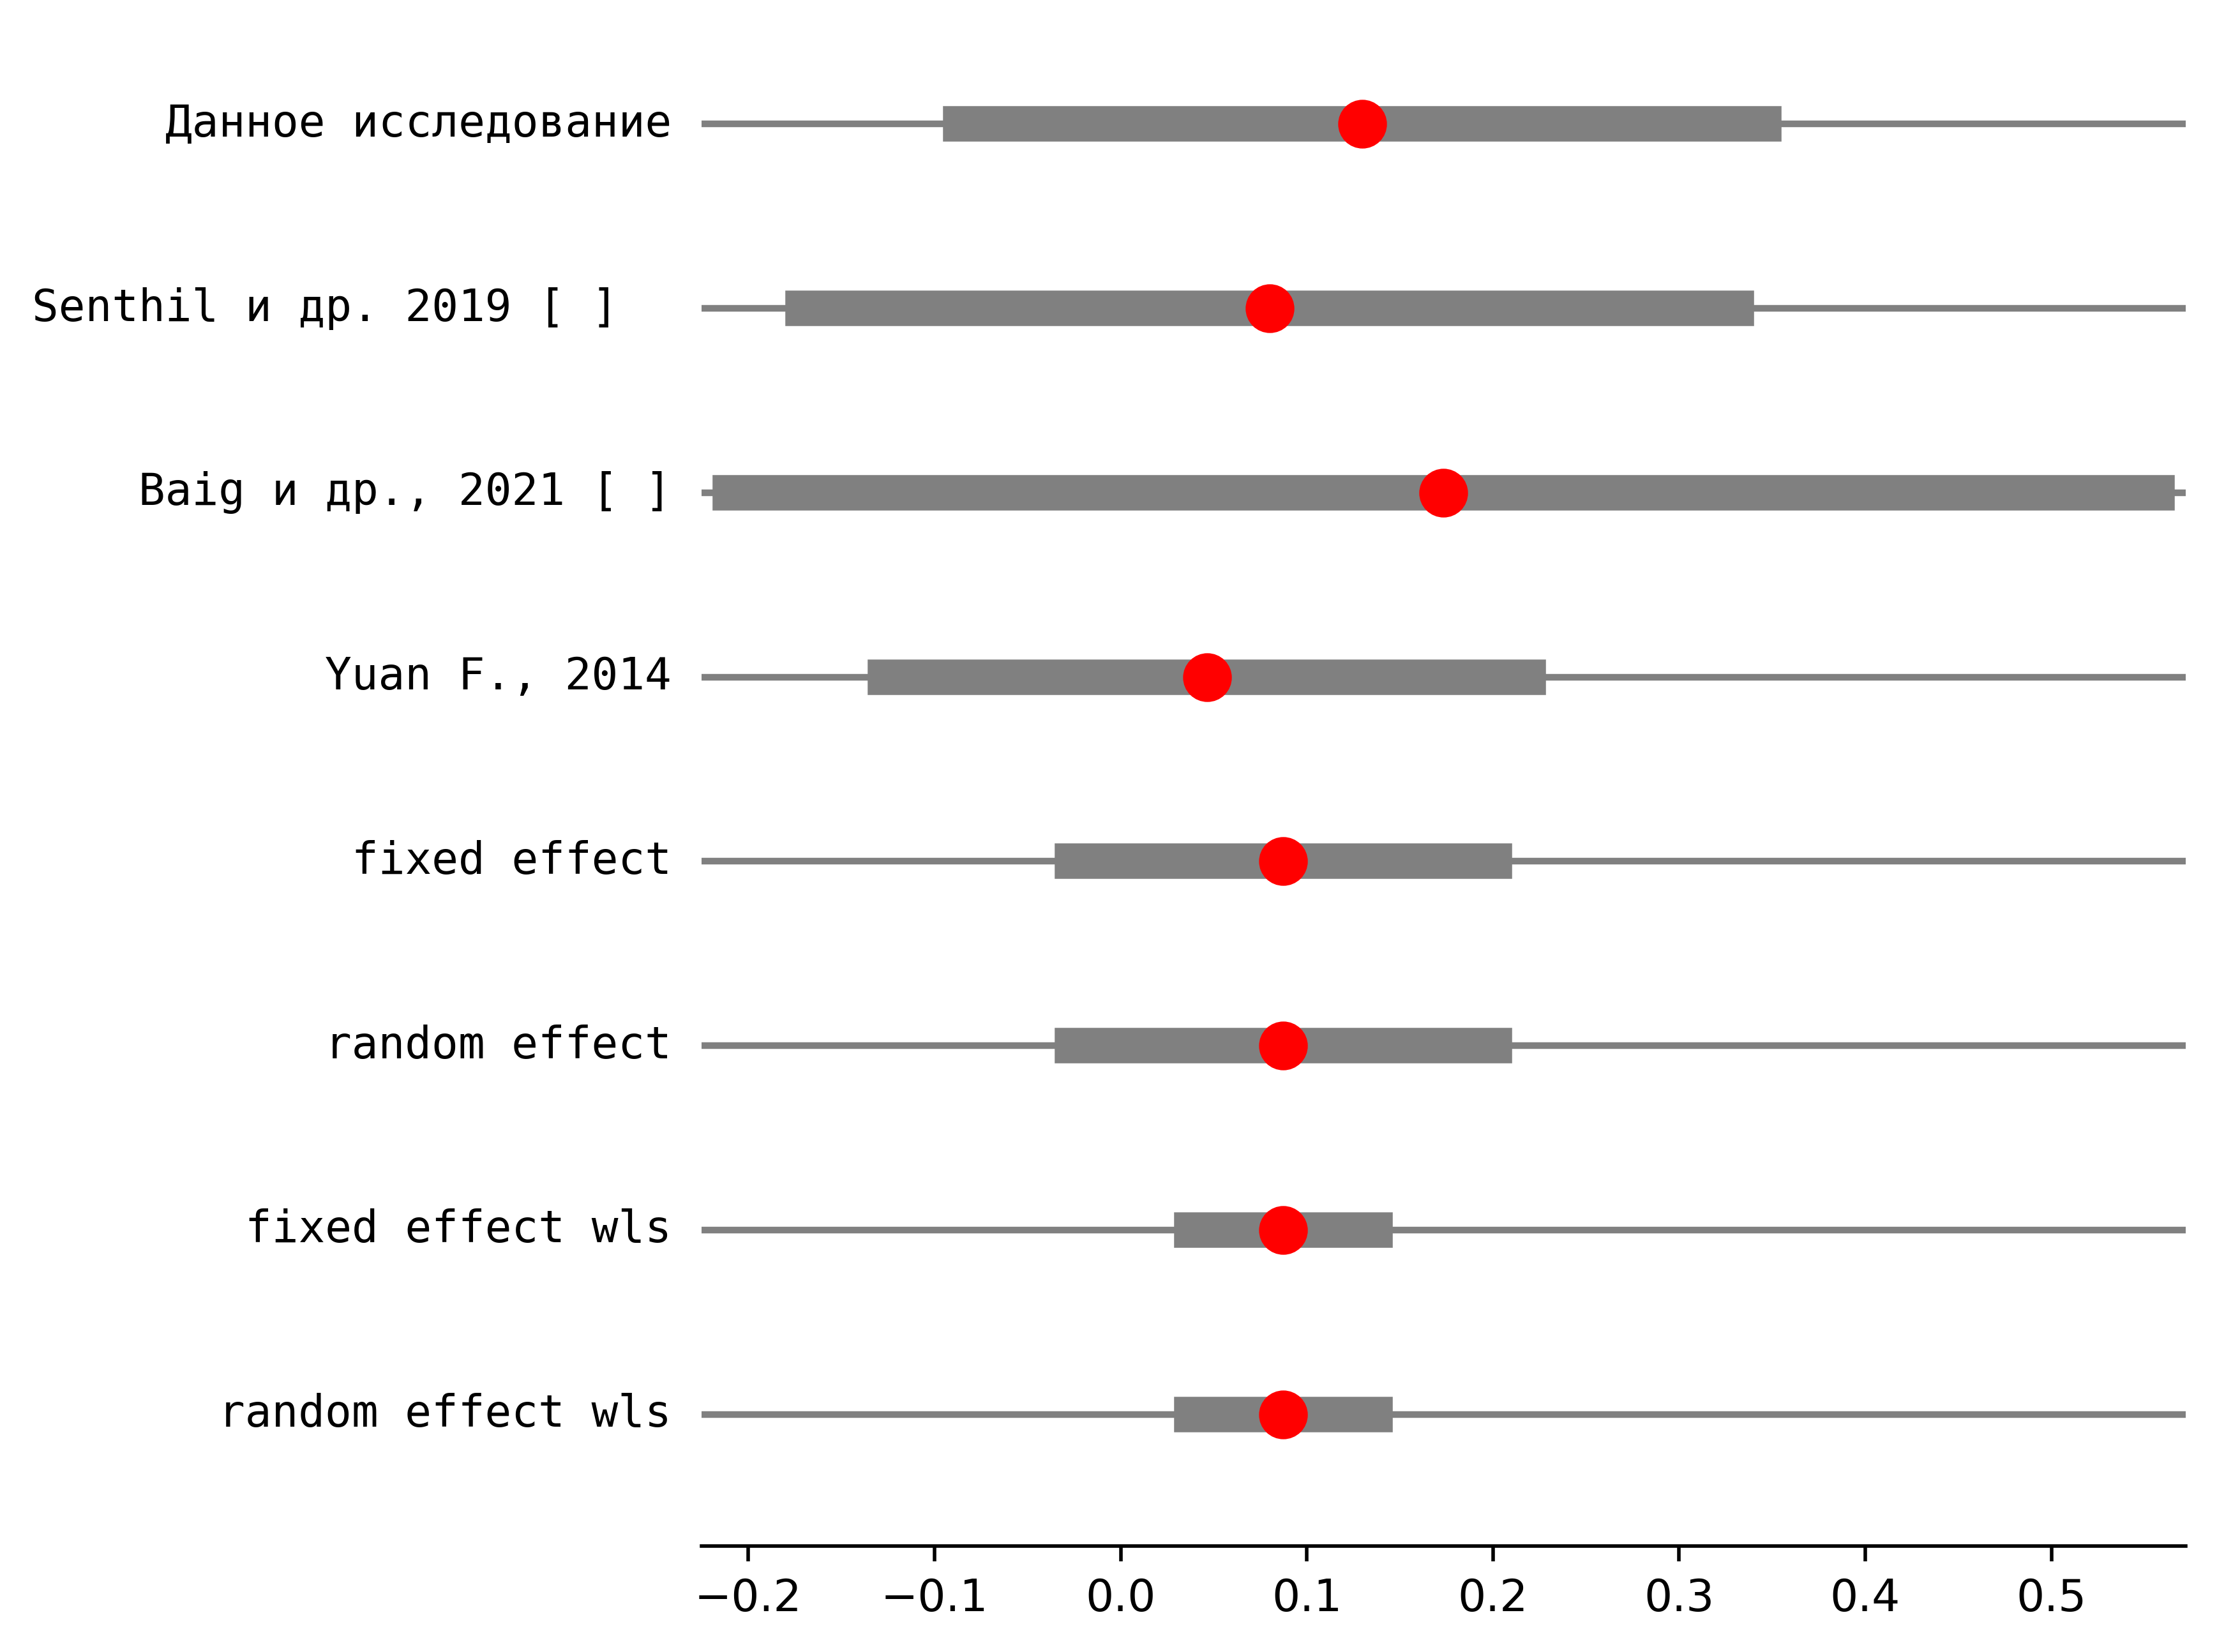 Данное исследование
Senthil и др. 2019 [ ]
Baig и др., 2021 [ ]
Yuan F., 2014
fixed effect
random effect
fixed effect wls
random effect wls
−0.2 −0.1 0.0 0.1 0.2 0.3 0.4 0.5